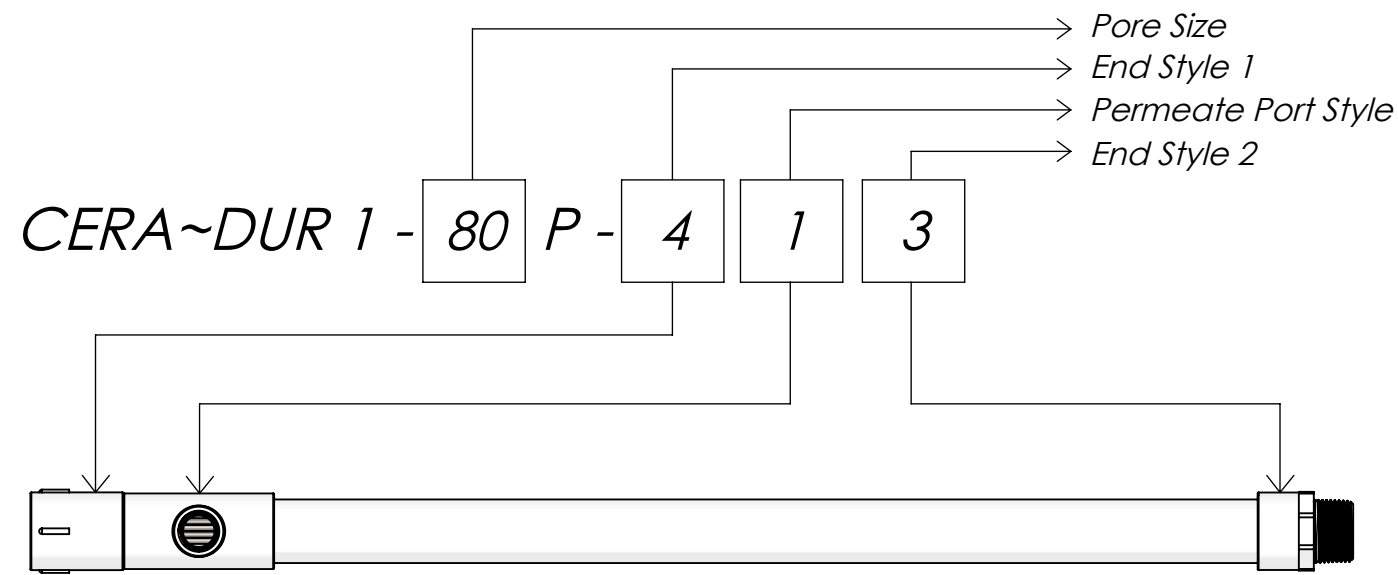 Pore Size
End Style 1
Permeate Port Style
End Style 2
CERA~DUR 1 - 80 P - 4 1 3